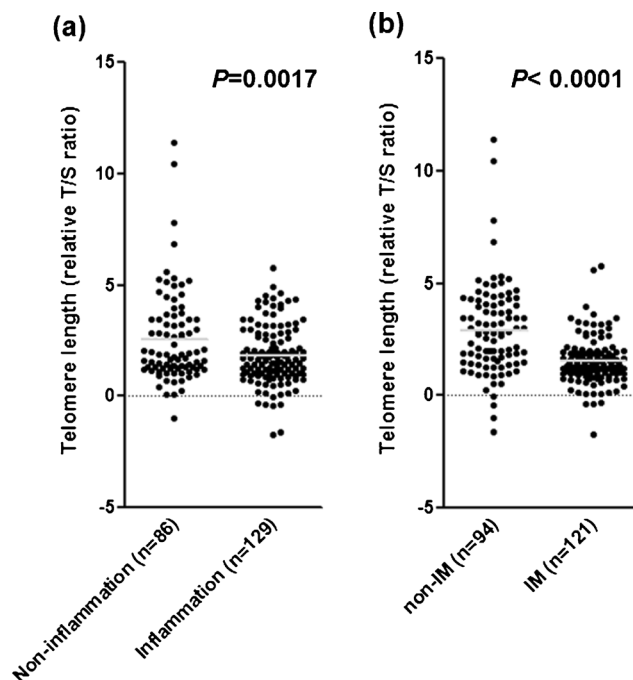 (a)
P=0.0017
Telomere length (relative T/S ratio)
15
10
5
0
-5
Non-inflammation (n=86)
Inflammation (n=129)
(b)
P< 0.0001
Telomere length (relative T/S ratio)
15
10
5
0
-5
non-IM (n=94)
IM (n=121)